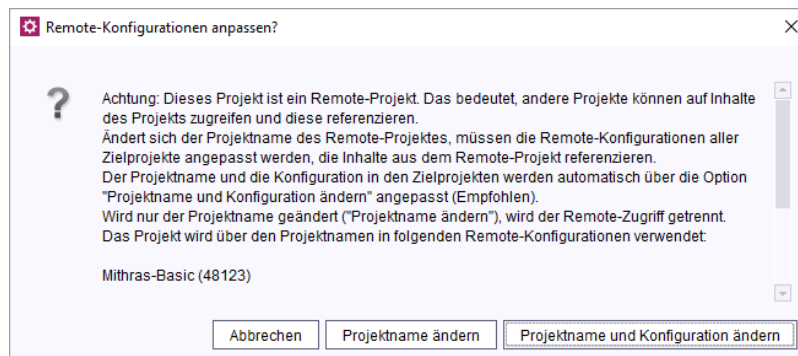 Remote-Konfigurationen anpassen?
Achtung: Dieses Projekt ist ein Remote-Projekt. Das bedeutet, andere Projekte können auf Inhalte
des Projekts zugreifen und diese referenzieren.
Ändert sich der Projektname des Remote-Projektes, müssen die Remote-Konfigurationen aller
Zielprojekte angepasst werden, die Inhalte aus dem Remote-Projekt referenzieren.
Der Projektname und die Konfiguration in den Zielprojekten werden automatisch über die Option
"Projektname und Konfiguration ändern" angepasst (Empfohlen).
Wird nur der Projektname geändert ("Projektname ändern"), wird der Remote-Zugriff getrennt.
Das Projekt wird über den Projektnamen in folgenden Remote-Konfigurationen verwendet:
Mithras-Basic (48123)
Abbrechen Projektname ändern Projektname und Konfiguration ändern